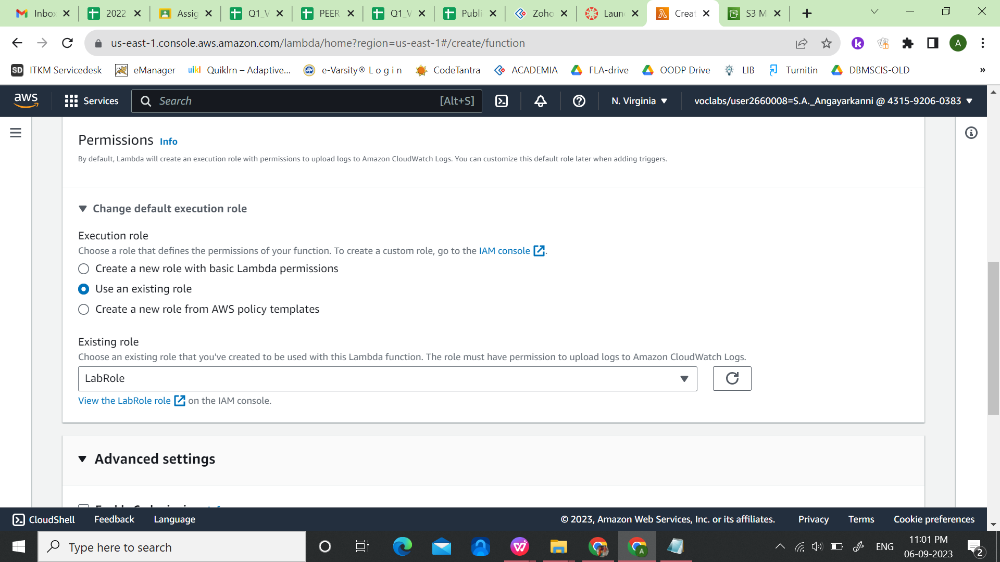 Inbo
2022
Assig
Q1_V
PEER
Q1_V
Publi
Zoho
Laun
Creat
S3 M
us-east-1.console.aws.amazon.com/lambda/home?region=us-east-1#/create/function
A
SD ITKM Servicedesk
eManager
uikl Quiklrn – Adaptive...
e-Varsity® L o g i n
CodeTantra
ACADEMIA
FLA-drive
OODP Drive
LIB
Turnitin
DBMSCIS-OLD
»
aws
Services
Search
[Alt+S]
N. Virginia
voclabs/user2660008=S.A._Angayarkanni @ 4315-9206-0383
Permissions Info
By default, Lambda will create an execution role with permissions to upload logs to Amazon CloudWatch Logs. You can customize this default role later when adding triggers.
Change default execution role
Execution role
Choose a role that defines the permissions of your function. To create a custom role, go to the IAM console.
Create a new role with basic Lambda permissions
Use an existing role
Create a new role from AWS policy templates
Existing role
Choose an existing role that you've created to be used with this Lambda function. The role must have permission to upload logs to Amazon CloudWatch Logs.
LabRole
View the LabRole role on the IAM console.
Advanced settings
CloudShell
Feedback
Language
© 2023, Amazon Web Services, Inc. or its affiliates.
Privacy
Terms
Cookie preferences
Type here to search
ENG
11:01 PM
06-09-2023
2